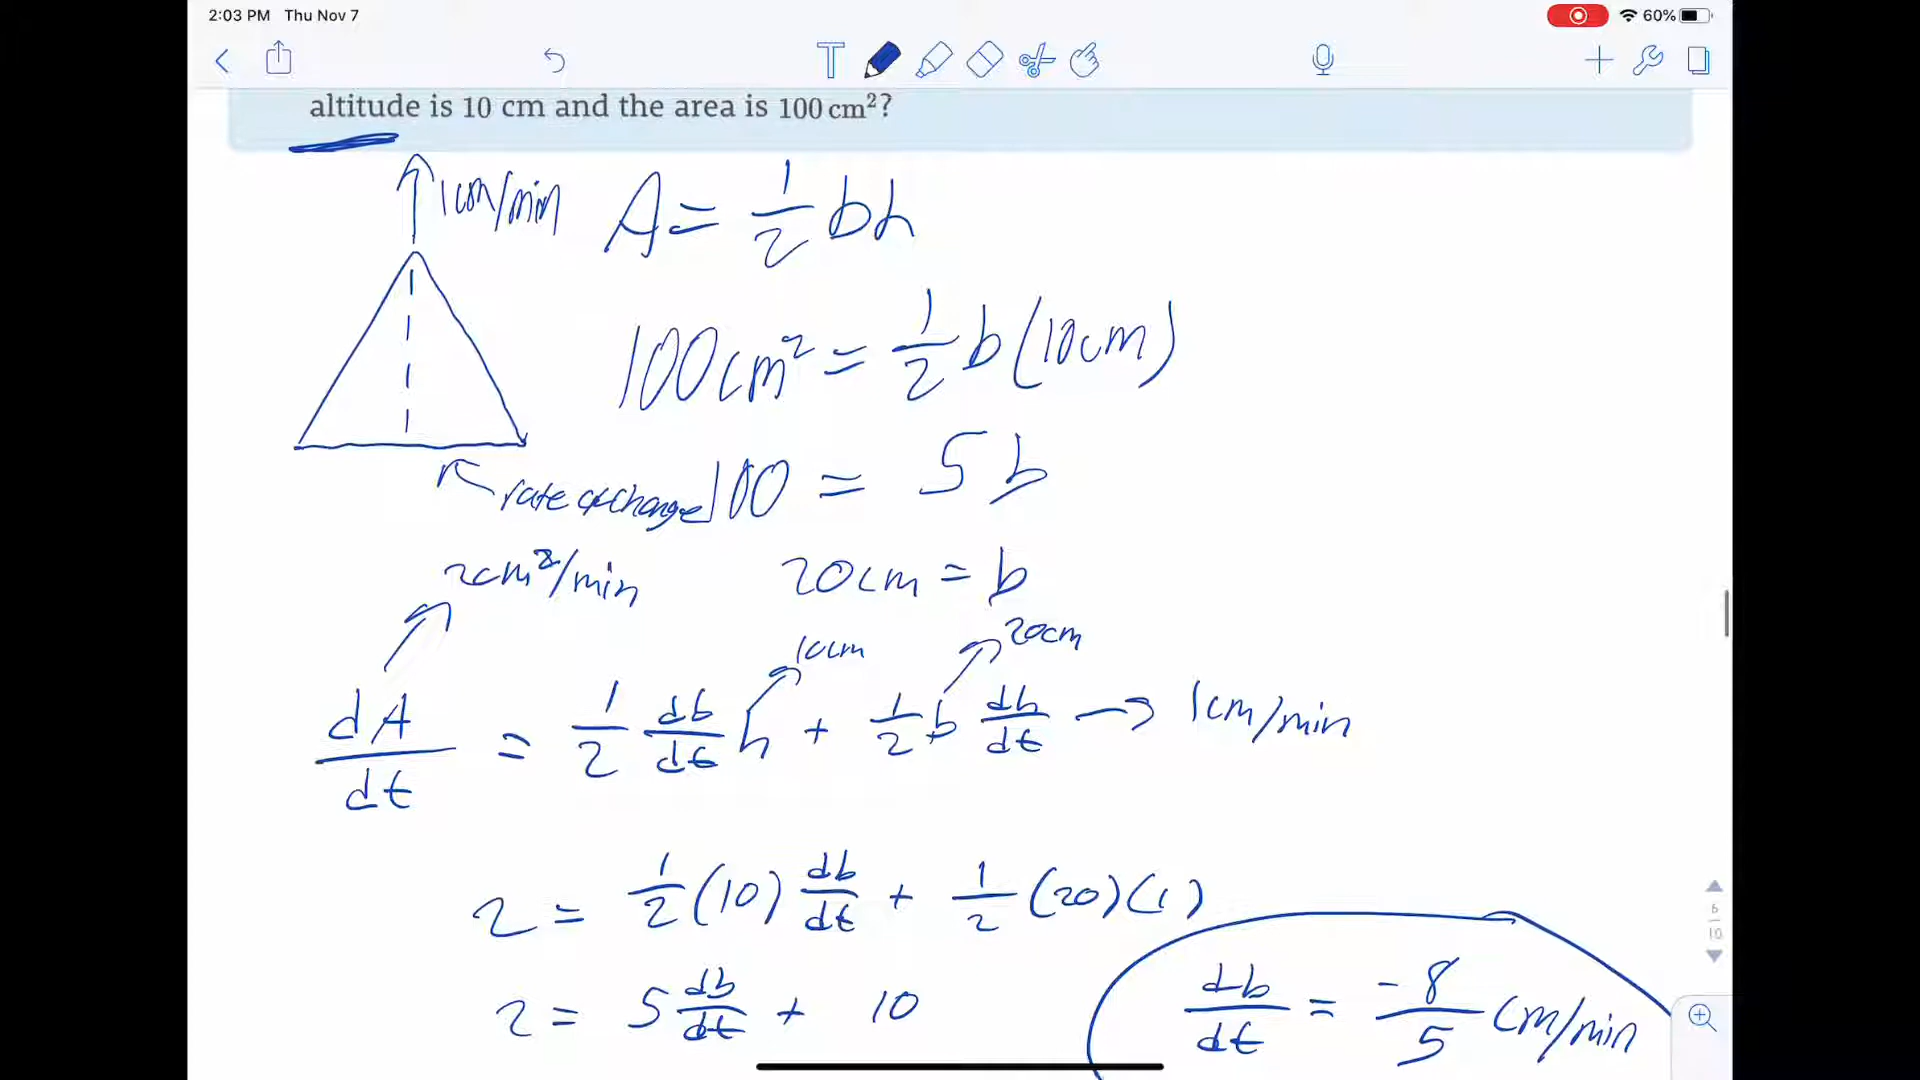 2:03 PM Thu Nov 7
60%
T
altitude is 10 cm and the area is 100 cm²?
1cm/min
A = 1/2 bh
100cm² = 1/2 b(10cm)
rate of change
100 = 5b
2cm²/min
20cm = b
10cm
20cm
dA/dt = 1/2 db/dt h + 1/2 b dh/dt → 1cm/min
2 = 1/2 (10) db/dt + 1/2 (20)(1)
2 = 5 db/dt + 10
db/dt = -8/5 cm/min
6
10